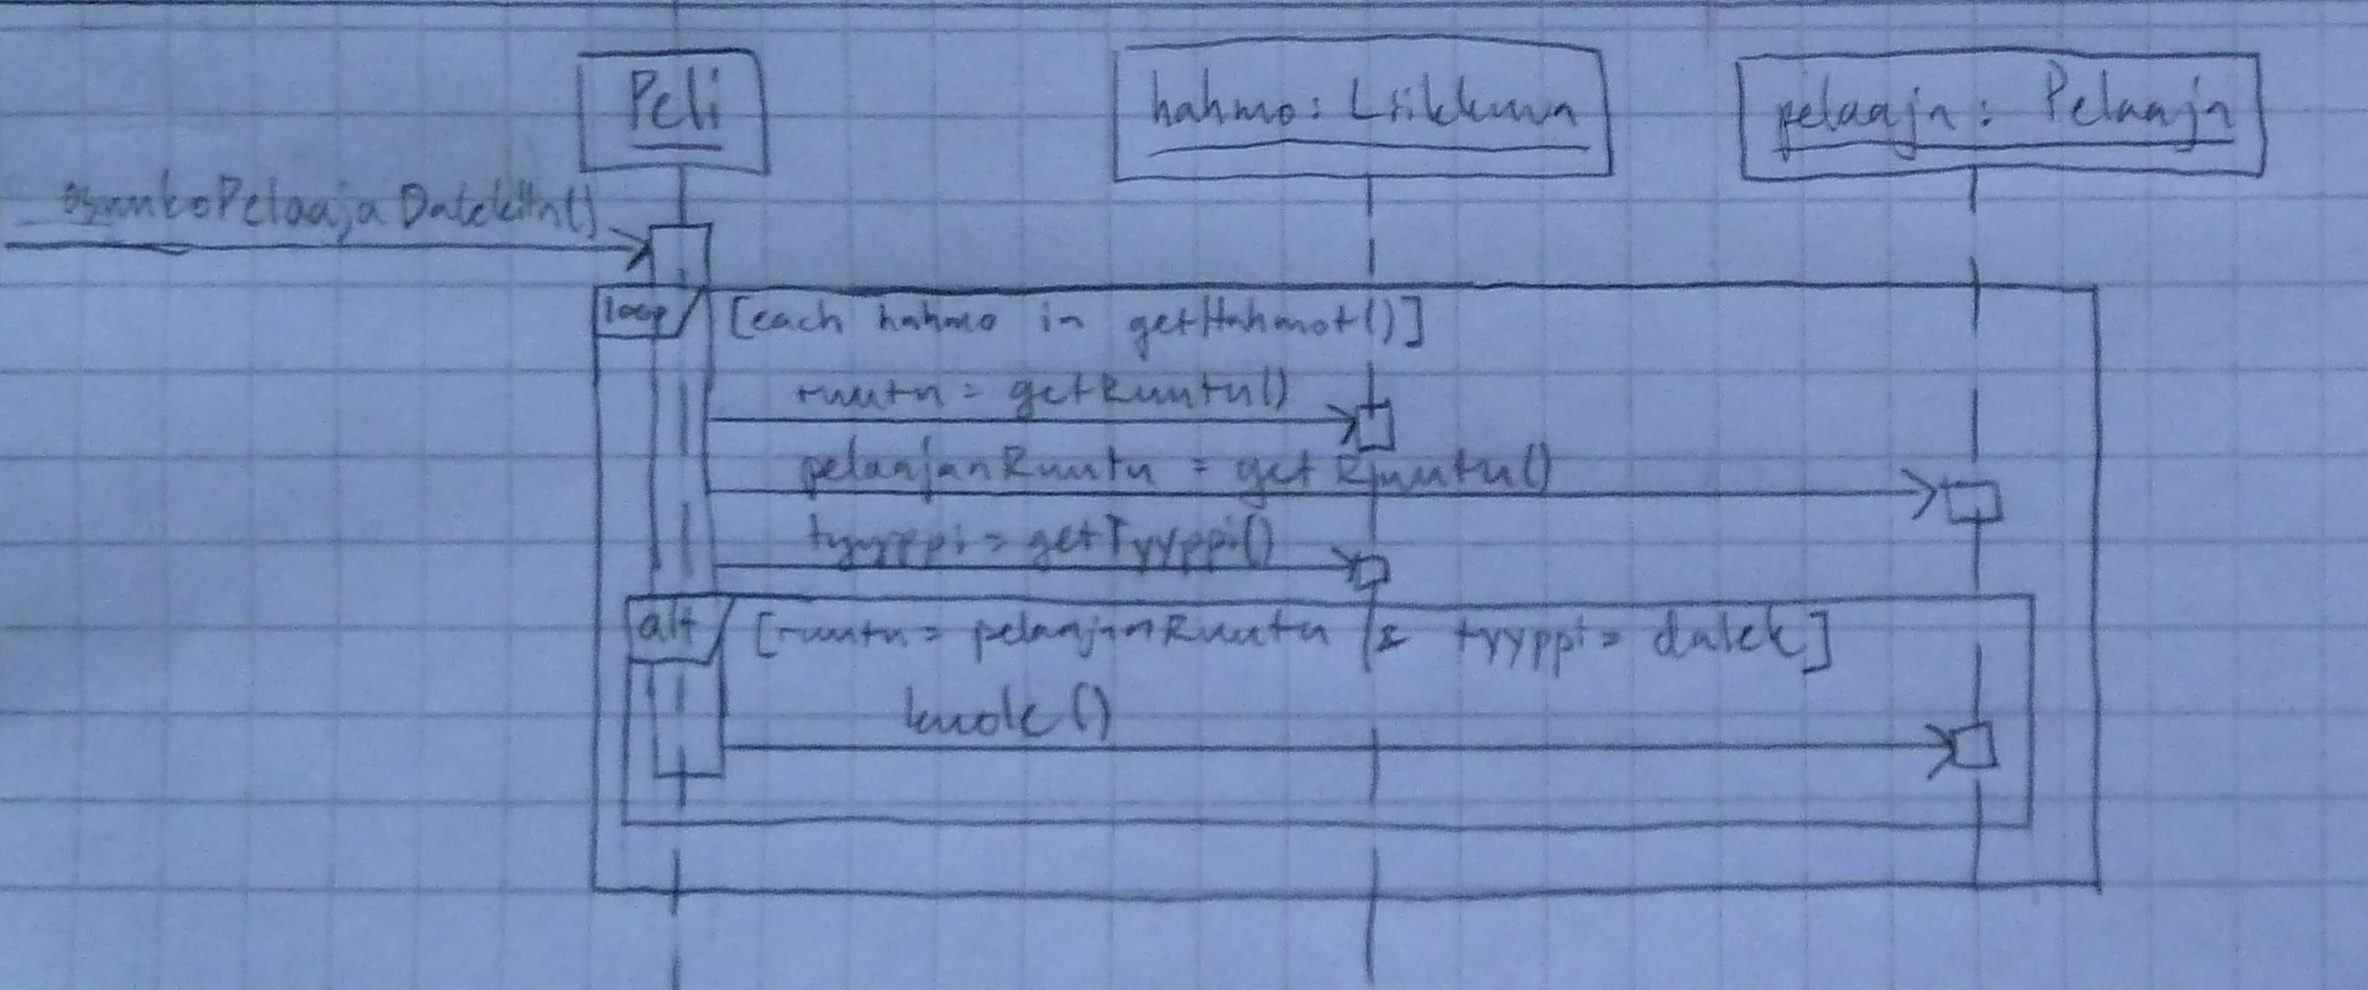 Peli
hahmo: Liikkuva
pelaaja: Pelaaja
osuukoPelaajaDalekiin()
loop [each hahmo in getHahmot()]
ruutu = getRuutu()
pelaajanRuutu = getRuutu()
tyyppi = getTyyppi()
alt [ruutu = pelaajanRuutu & tyyppi = dalek]
kuole()